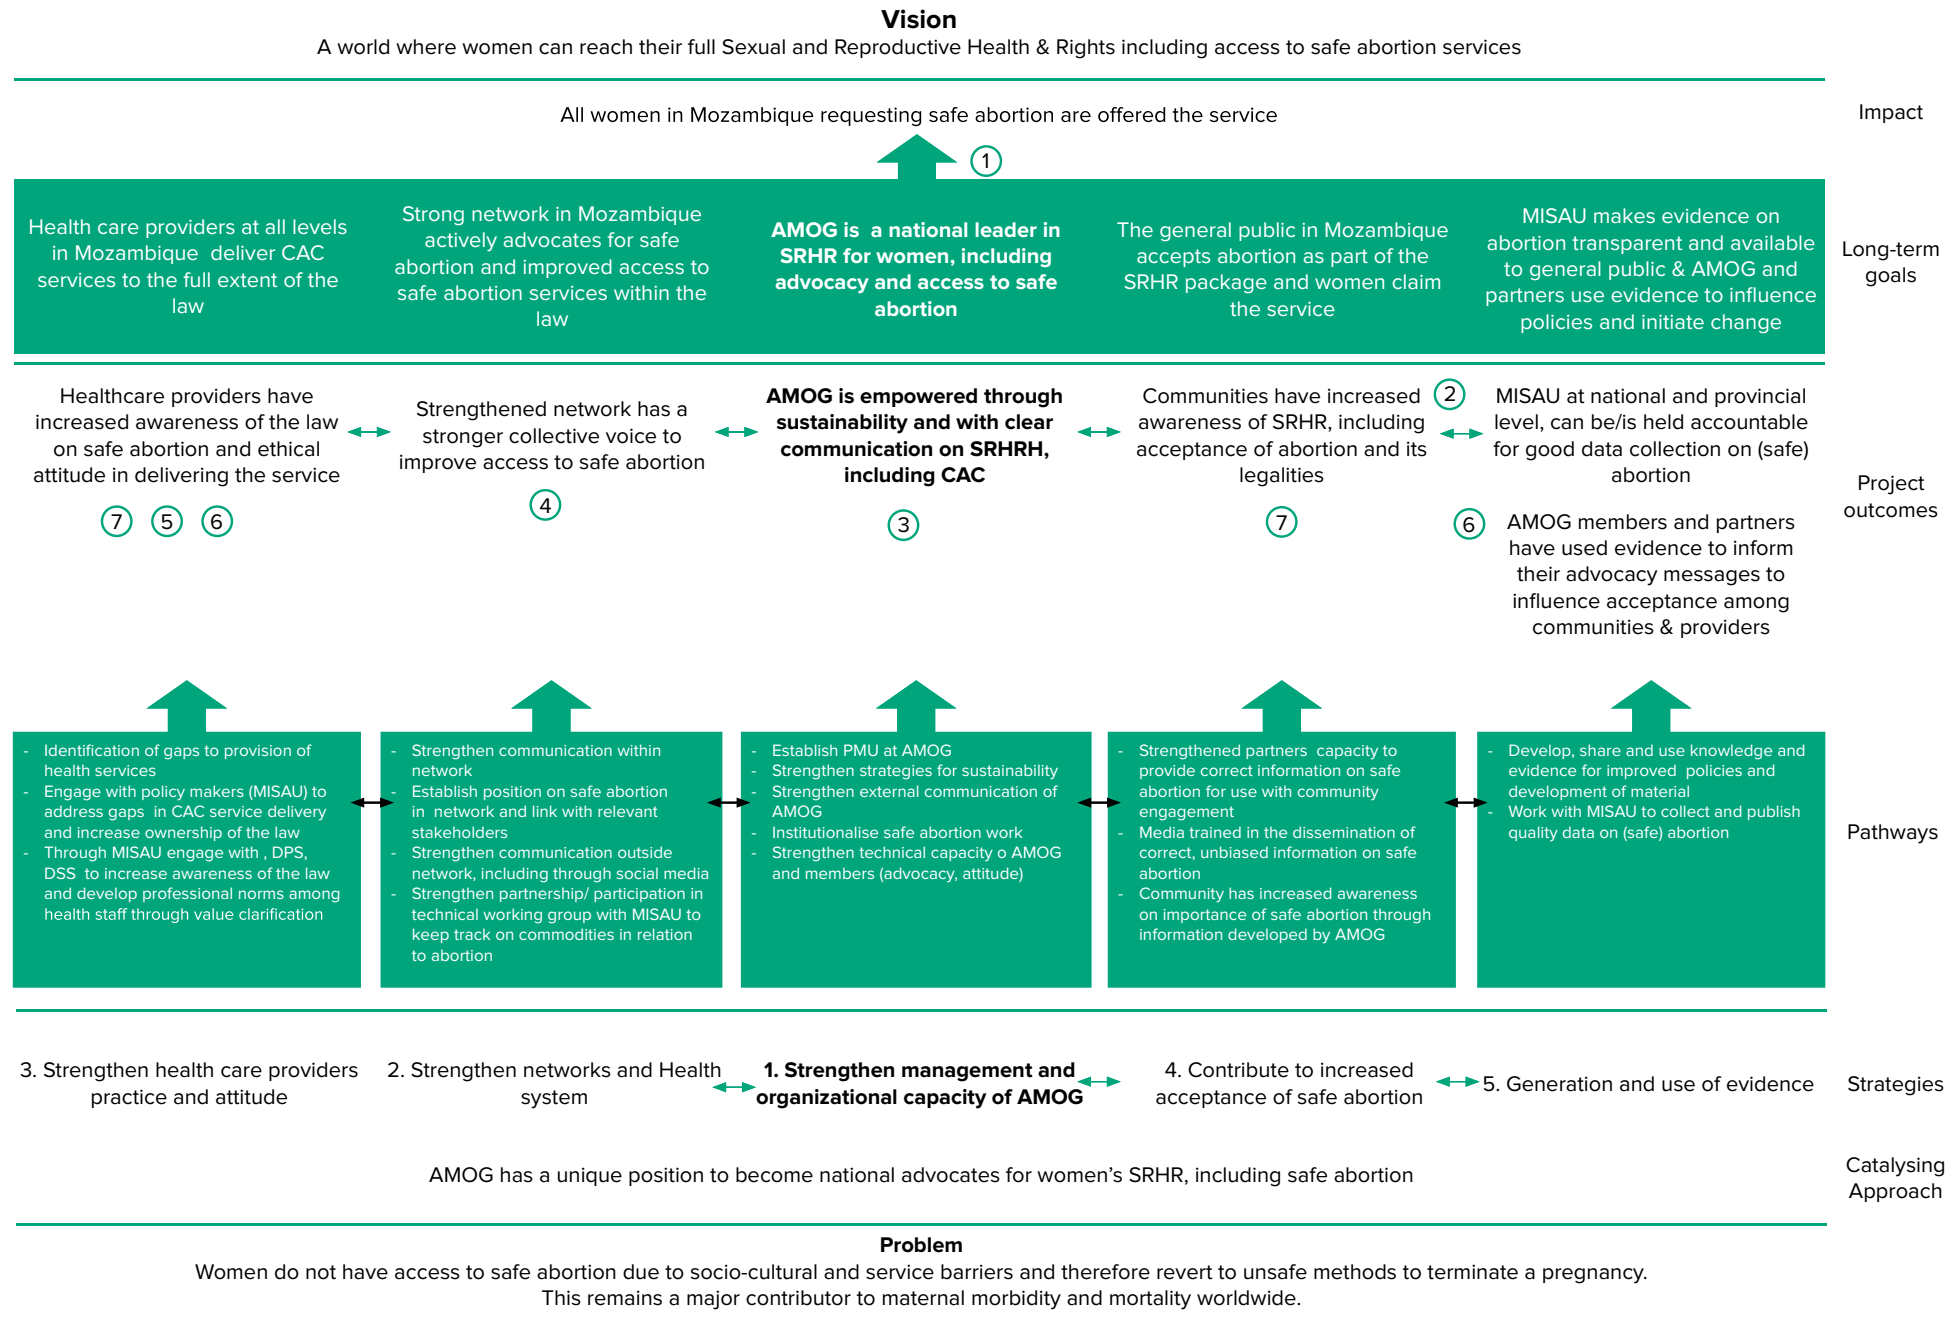 Vision
A world where women can reach their full Sexual and Reproductive Health & Rights including access to safe abortion services
All women in Mozambique requesting safe abortion are offered the service
Impact
1
Health care providers at all levels
in Mozambique deliver CAC
services to the full extent of the
law
Strong network in Mozambique
actively advocates for safe
abortion and improved access to
safe abortion services within the
law
AMOG is a national leader in
SRHR for women, including
advocacy and access to safe
abortion
The general public in Mozambique
accepts abortion as part of the
SRHR package and women claim
the service
MISAU makes evidence on
abortion transparent and available
to general public & AMOG and
partners use evidence to influence
policies and initiate change
Long-term
goals
Healthcare providers have
increased awareness of the law
on safe abortion and ethical
attitude in delivering the service
7 5 6
Strengthened network has a
stronger collective voice to
improve access to safe abortion
4
AMOG is empowered through
sustainability and with clear
communication on SRHRH,
including CAC
3
Communities have increased
awareness of SRHR, including
acceptance of abortion and its
legalities
7
2
MISAU at national and provincial
level, can be/is held accountable
for good data collection on (safe)
abortion
6
AMOG members and partners
have used evidence to inform
their advocacy messages to
influence acceptance among
communities & providers
Project
outcomes
- Identification of gaps to provision of
health services
- Engage with policy makers (MISAU) to
address gaps in CAC service delivery
and increase ownership of the law
- Through MISAU engage with , DPS,
DSS to increase awareness of the law
and develop professional norms among
health staff through value clarification
- Strengthen communication within
network
- Establish position on safe abortion
in network and link with relevant
stakeholders
- Strengthen communication outside
network, including through social media
- Strengthen partnership/ participation in
technical working group with MISAU to
keep track on commodities in relation
to abortion
- Establish PMU at AMOG
- Strengthen strategies for sustainability
- Strengthen external communication of
AMOG
- Institutionalise safe abortion work
- Strengthen technical capacity o AMOG
and members (advocacy, attitude)
- Strengthened partners capacity to
provide correct information on safe
abortion for use with community
engagement
- Media trained in the dissemination of
correct, unbiased information on safe
abortion
- Community has increased awareness
on importance of safe abortion through
information developed by AMOG
- Develop, share and use knowledge and
evidence for improved policies and
development of material
- Work with MISAU to collect and publish
quality data on (safe) abortion
Pathways
3. Strengthen health care providers
practice and attitude
2. Strengthen networks and Health
system
1. Strengthen management and
organizational capacity of AMOG
4. Contribute to increased
acceptance of safe abortion
5. Generation and use of evidence
Strategies
AMOG has a unique position to become national advocates for women's SRHR, including safe abortion
Catalysing
Approach
Problem
Women do not have access to safe abortion due to socio-cultural and service barriers and therefore revert to unsafe methods to terminate a pregnancy.
This remains a major contributor to maternal morbidity and mortality worldwide.